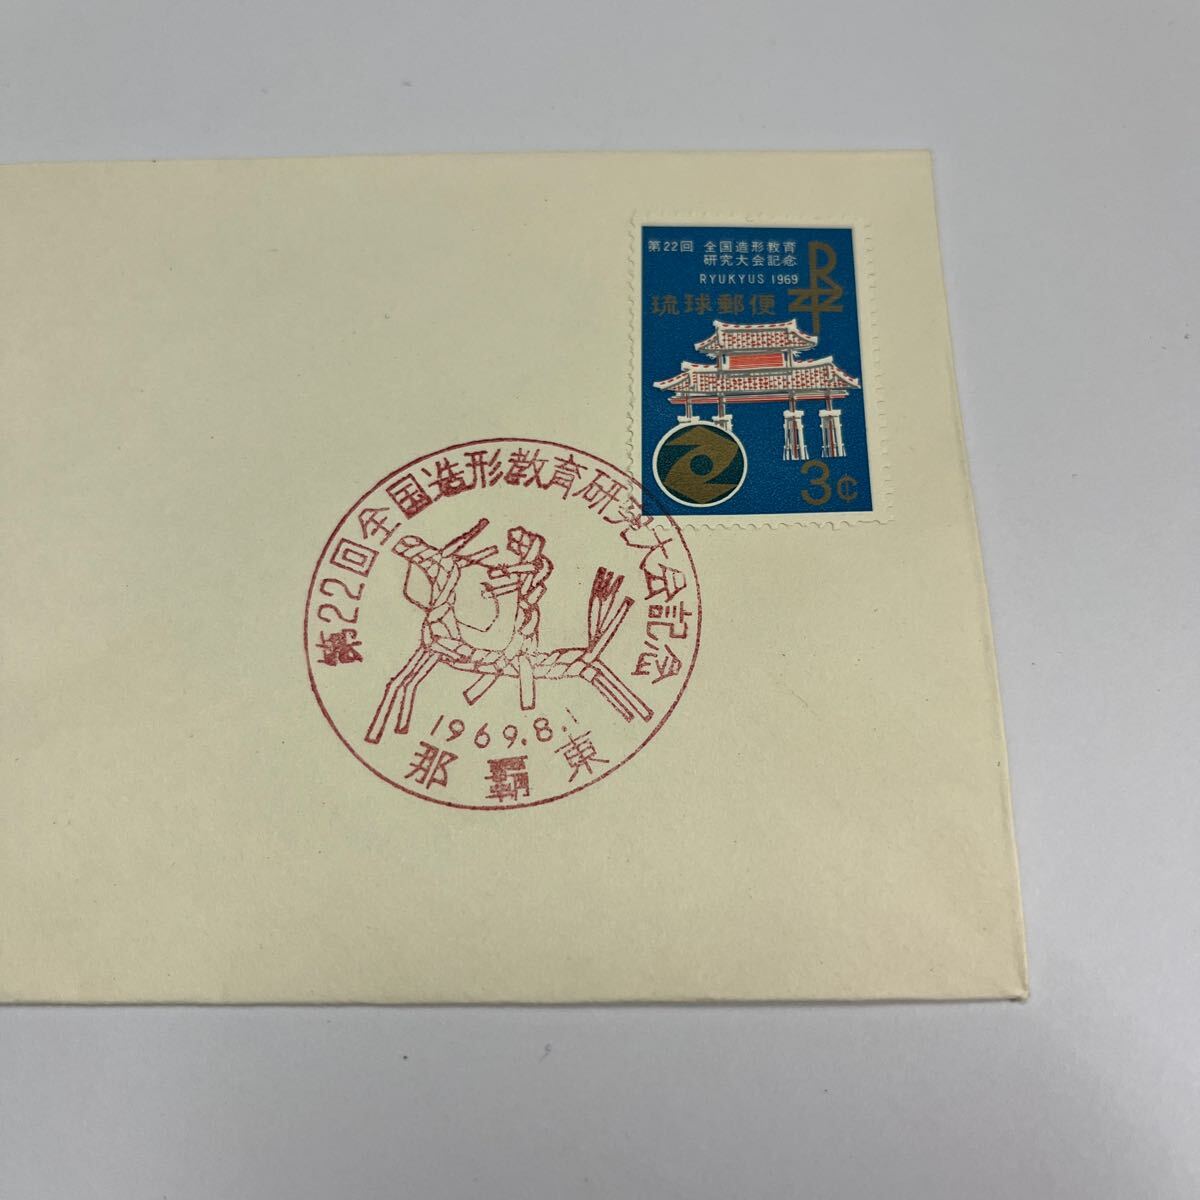 第22回 全国造形教育
研究大会記念
RYUKYUS 1969
琉球郵便
3¢
第22回全国造形教育研究大会記念
1969.8.1
那覇東